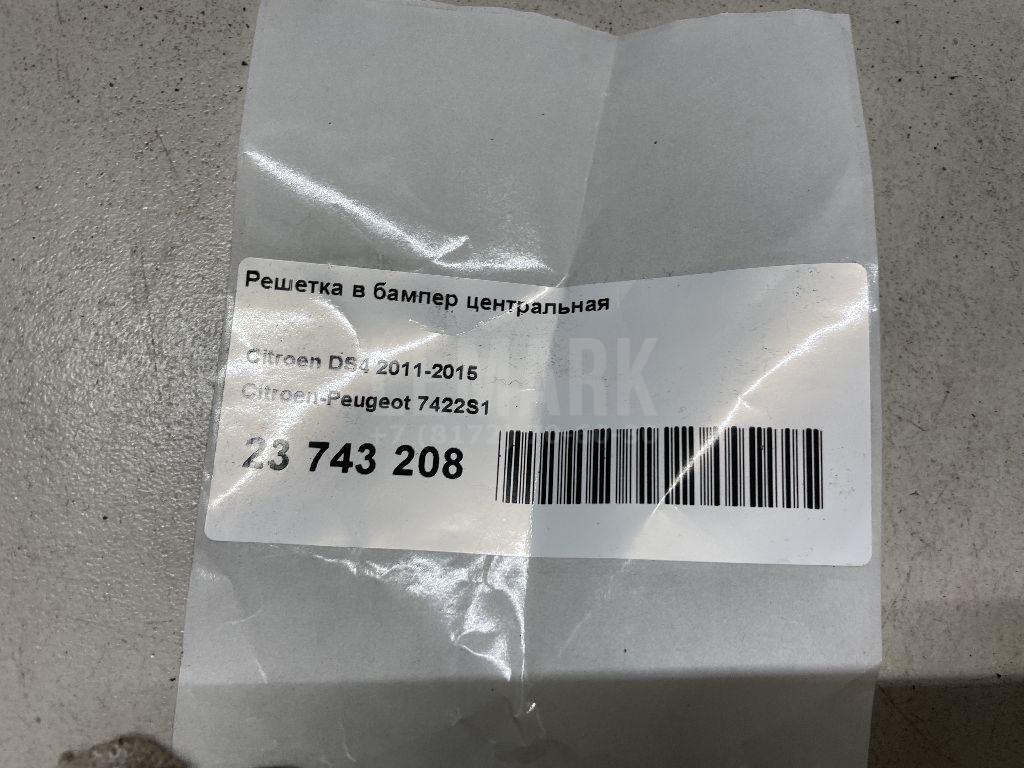 Решетка в бампер центральная
Citroen DS4 2011-2015
Citroen-Peugeot 7422S1
23 743 208